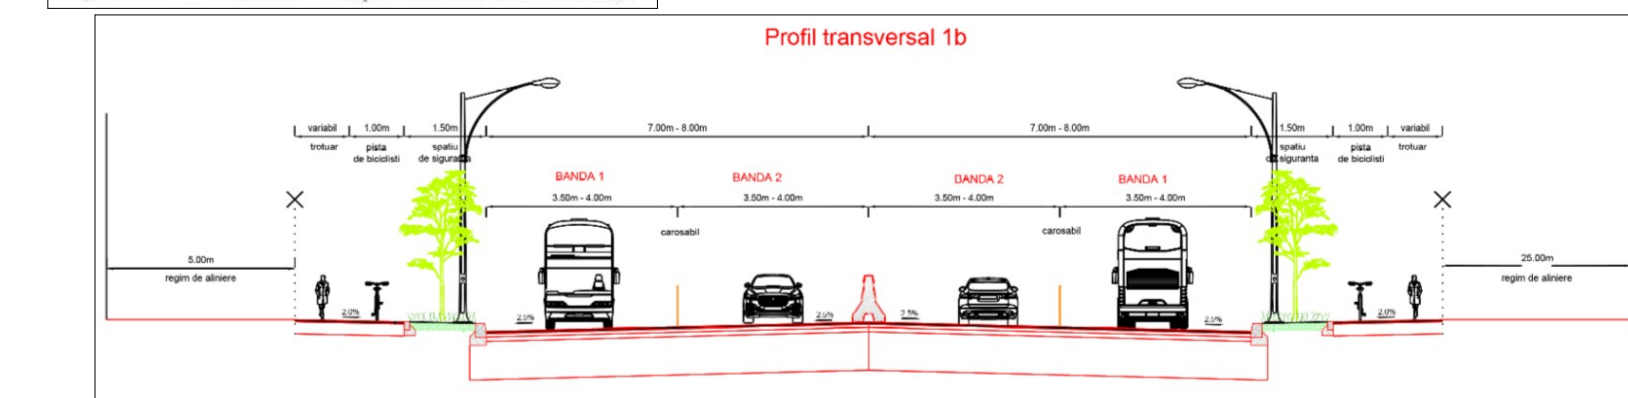 Profil transversal 1b
variabil 1.00m 1.50m 7.00m - 8.00m 7.00m - 8.00m 1.50m 1.00m variabil
trotuar pista de biciclisti spatiu de siguranta spatiu de siguranta pista de biciclisti trotuar
BANDA 1 BANDA 2 BANDA 2 BANDA 1
3.50m - 4.00m 3.50m - 4.00m 3.50m - 4.00m 3.50m - 4.00m
carosabil carosabil
5.00m 25.00m
regim de aliniere regim de aliniere
2.0% 2.5% 2.5% 2.5% 2.5% 2.0%